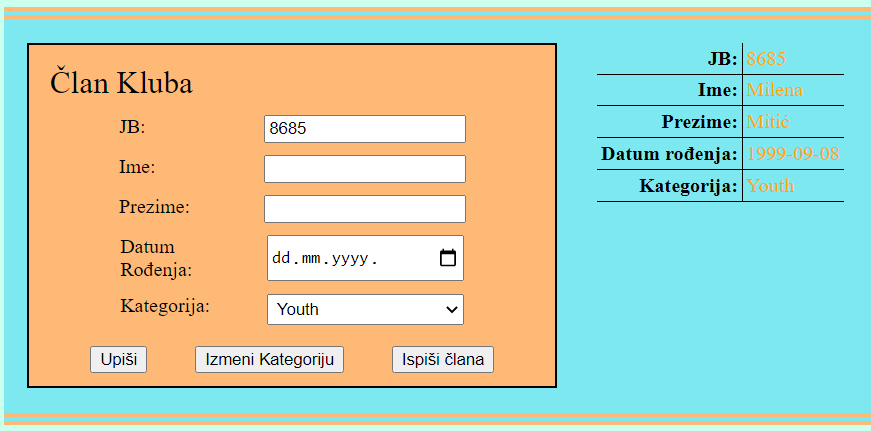 Član Kluba
JB: 8685
Ime:
Prezime:
Datum
Rođenja:
dd.mm.yyyy.
Kategorija: Youth
Upiši Izmeni Kategoriju Ispiši člana
JB: 8685
Ime: Milena
Prezime: Mitić
Datum rođenja: 1999-09-08
Kategorija: Youth